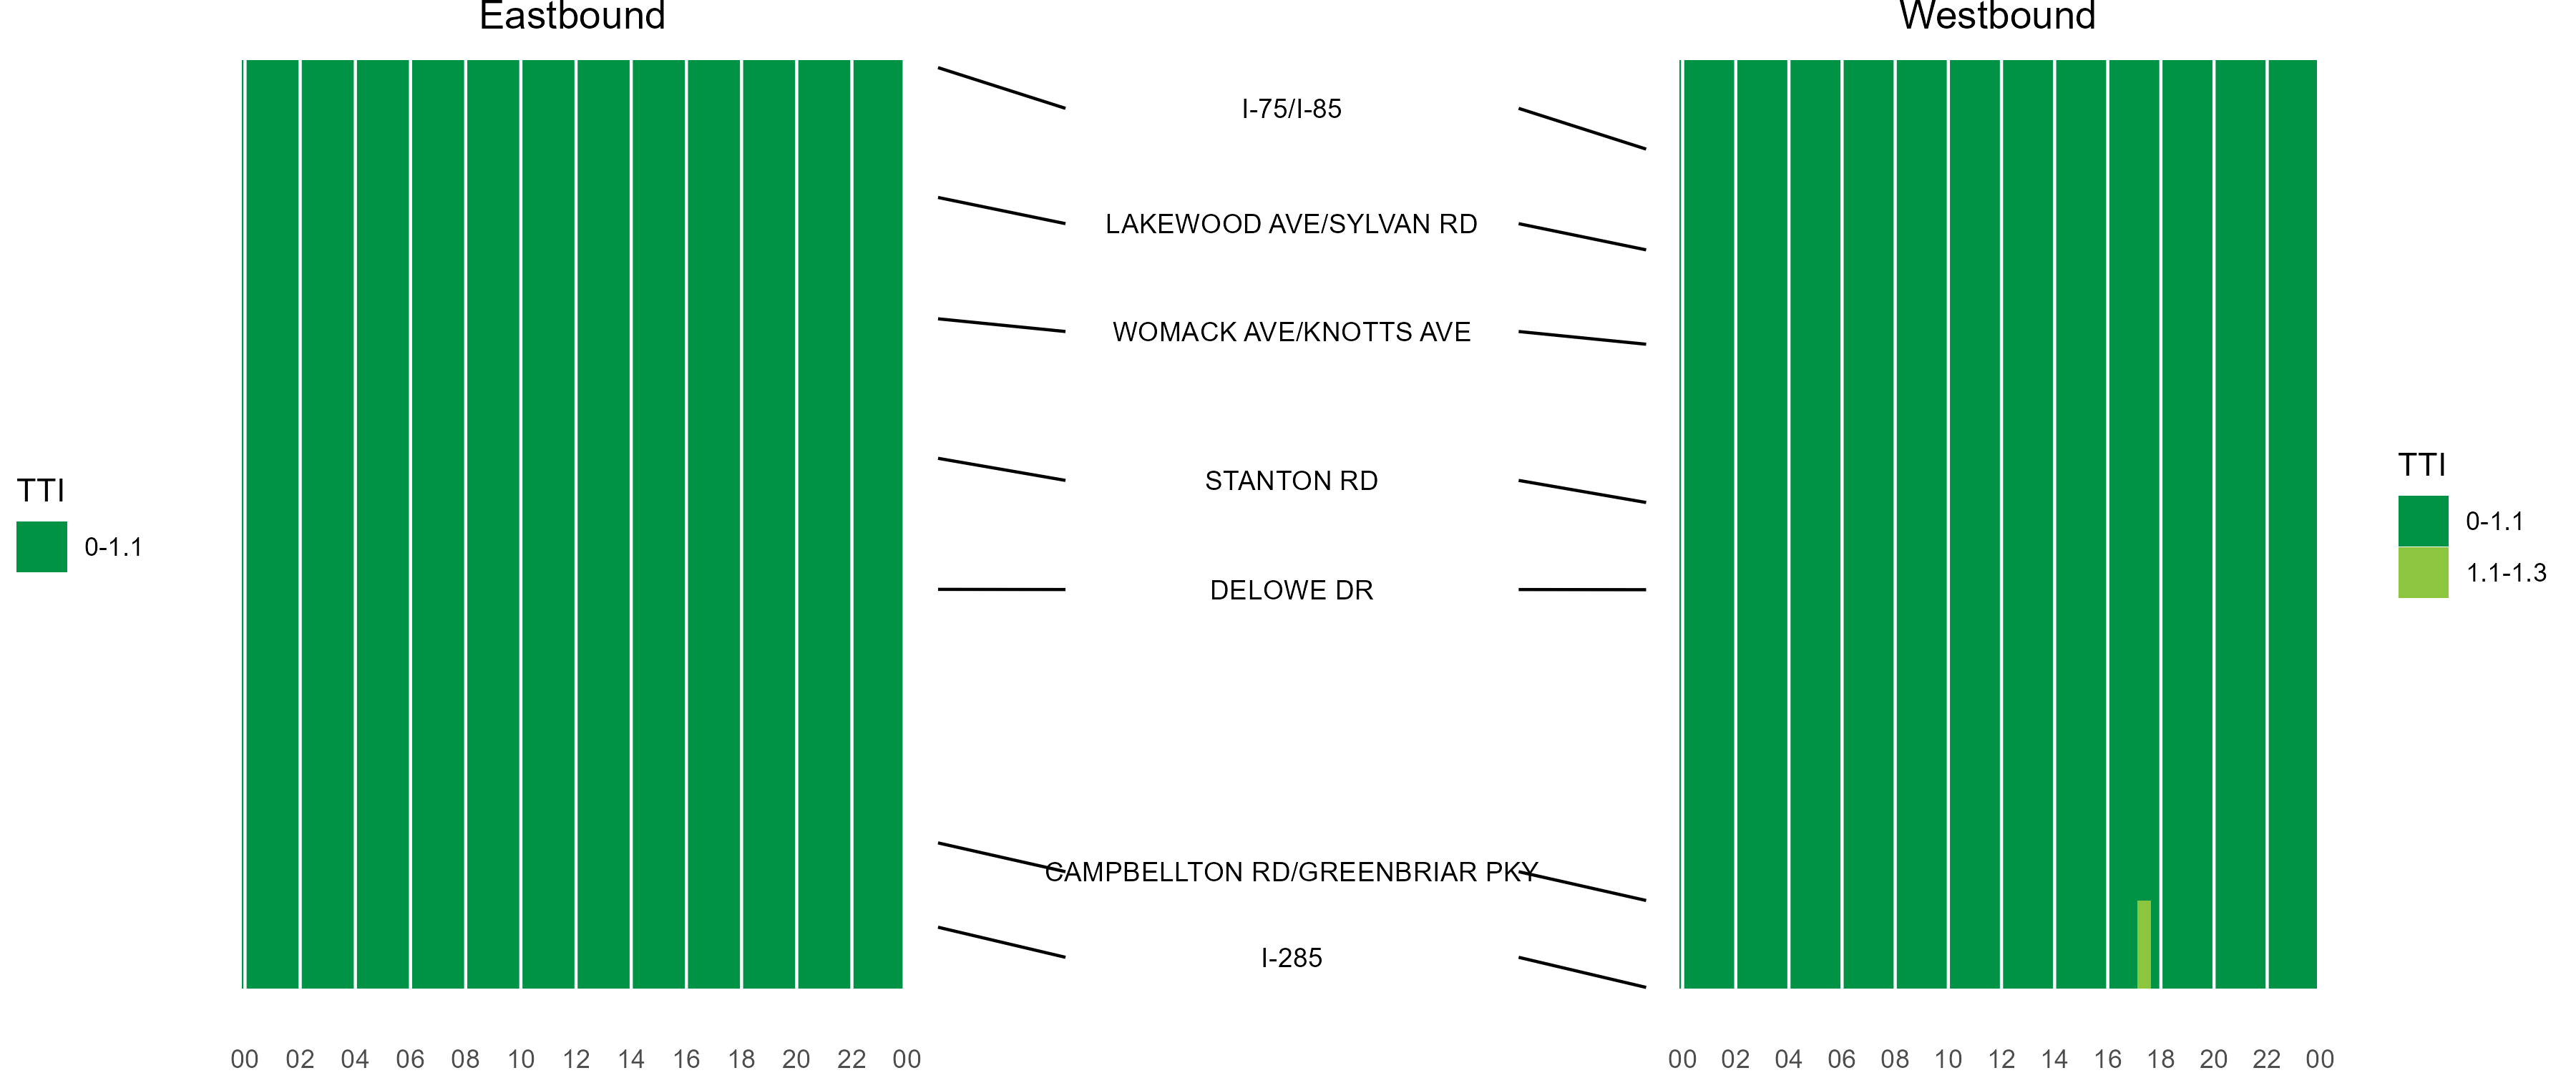 Eastbound
Westbound
I-75/I-85
LAKEWOOD AVE/SYLVAN RD
WOMACK AVE/KNOTTS AVE
STANTON RD
DELOWE DR
CAMPBELLTON RD/GREENBRIAR PKY
I-285
TTI
0-1.1
TTI
0-1.1
1.1-1.3
00 02 04 06 08 10 12 14 16 18 20 22 00
00 02 04 06 08 10 12 14 16 18 20 22 00